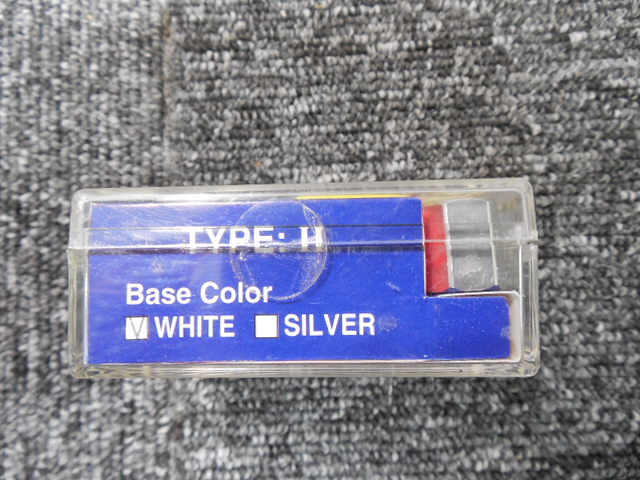 TYPE: H
Base Color
☑ WHITE ☐ SILVER